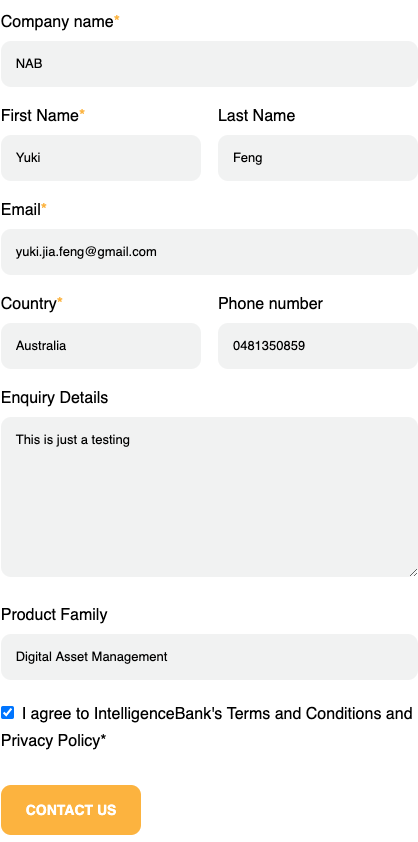 Company name*
NAB
First Name* Last Name
Yuki Feng
Email*
yuki.jia.feng@gmail.com
Country* Phone number
Australia 0481350859
Enquiry Details
This is just a testing
Product Family
Digital Asset Management
I agree to IntelligenceBank's Terms and Conditions and
Privacy Policy*
CONTACT US